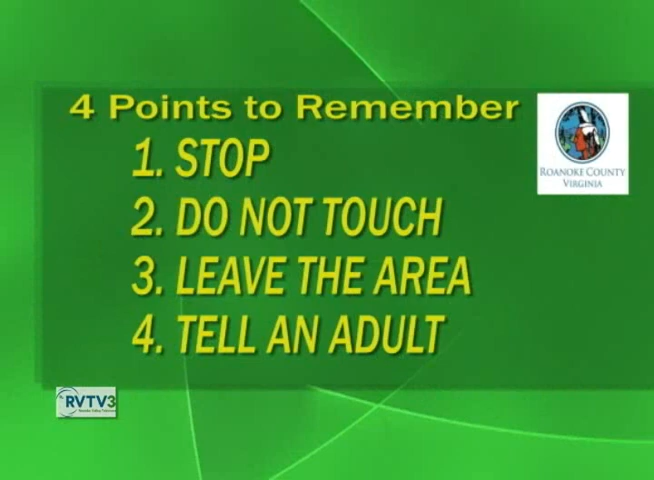 4 Points to Remember
1. STOP
2. DO NOT TOUCH
3. LEAVE THE AREA
4. TELL AN ADULT
ROANOKE COUNTY
VIRGINIA
RVTV3